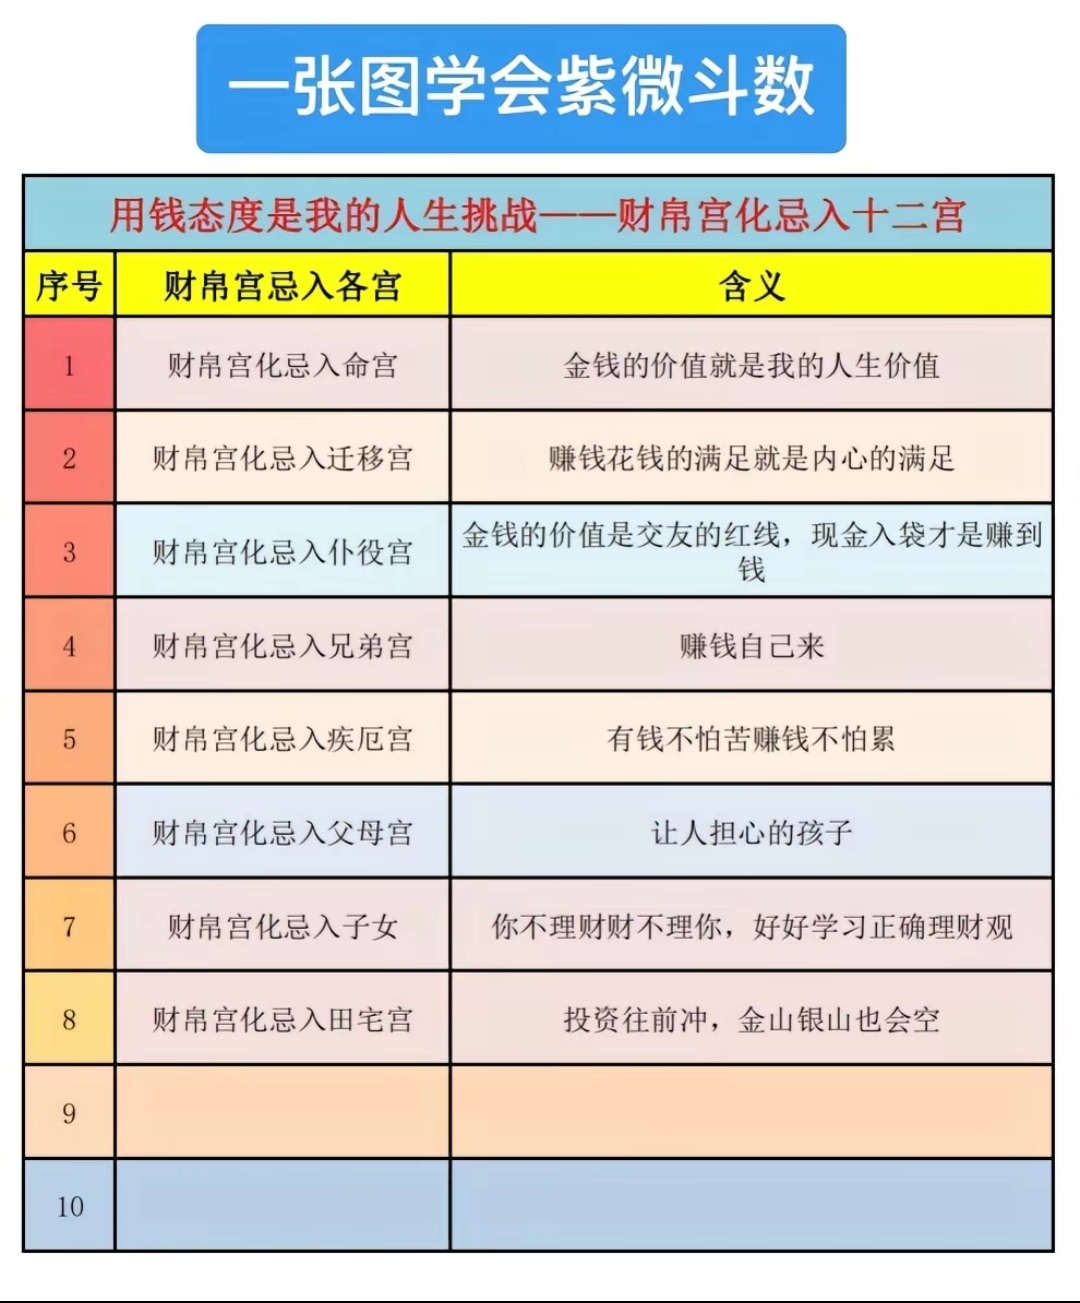 一张图学会紫微斗数
用钱态度是我的人生挑战——财帛宫化忌入十二宫
序号 财帛宫忌入各宫 含义
1 财帛宫化忌入命宫 金钱的价值就是我的人生价值
2 财帛宫化忌入迁移宫 赚钱花钱的满足就是内心的满足
3 财帛宫化忌入仆役宫 金钱的价值是交友的红线，现金入袋才是赚到
钱
4 财帛宫化忌入兄弟宫 赚钱自己来
5 财帛宫化忌入疾厄宫 有钱不怕苦赚钱不怕累
6 财帛宫化忌入父母宫 让人担心的孩子
7 财帛宫化忌入子女 你不理财财不理你，好好学习正确理财观
8 财帛宫化忌入田宅宫 投资往前冲，金山银山也会空
9
10